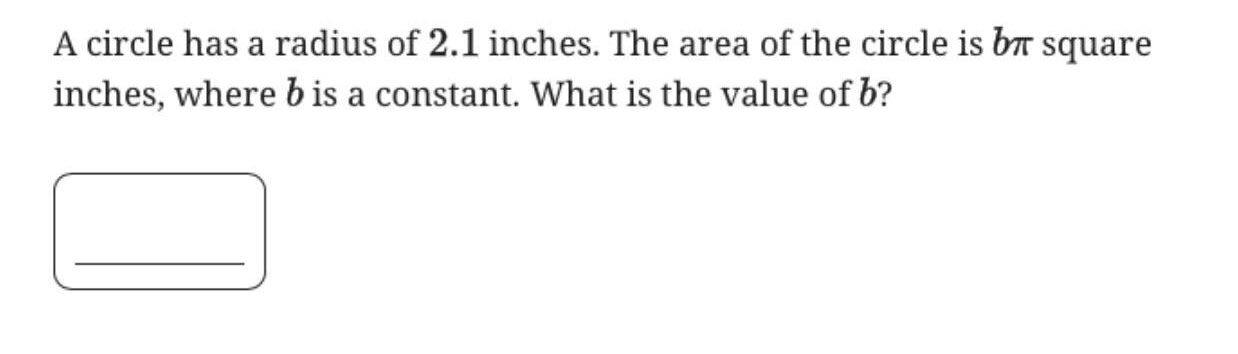 A circle has a radius of 2.1 inches. The area of the circle is bπ square
inches, where b is a constant. What is the value of b?